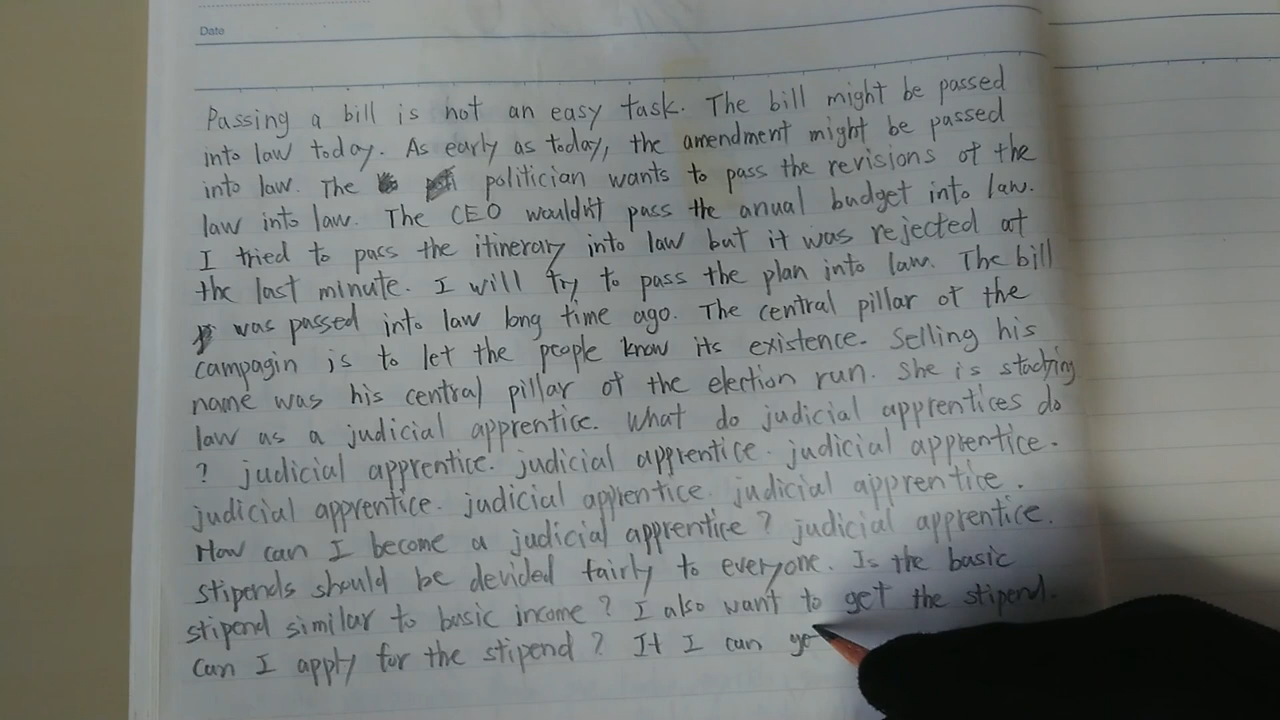 Date
Passing a bill is not an easy task. The bill might be passed
into law today. As early as today, the amendment might be passed
into law. The politician wants to pass the revisions of the
law into law. The CEO wouldn't pass the anual budget into law.
I tried to pass the itinerary into law but it was rejected at
the last minute. I will try to pass the plan into law. The bill
was passed into law long time ago. The central pillar of the
campagin is to let the people know its existence. Selling his
name was his central pillar of the election run. She is studying
law as a judicial apprentice. What do judicial apprentices do
? judicial apprentice. judicial apprentice. judicial apprentice.
judicial apprentice. judicial apprentice. judicial apprentice.
How can I become a judicial apprentice? judicial apprentice.
stipends should be devided fairly to everyone. Is the basic
stipend similar to basic income? I also want to get the stipend.
can I apply for the stipend? If I can go